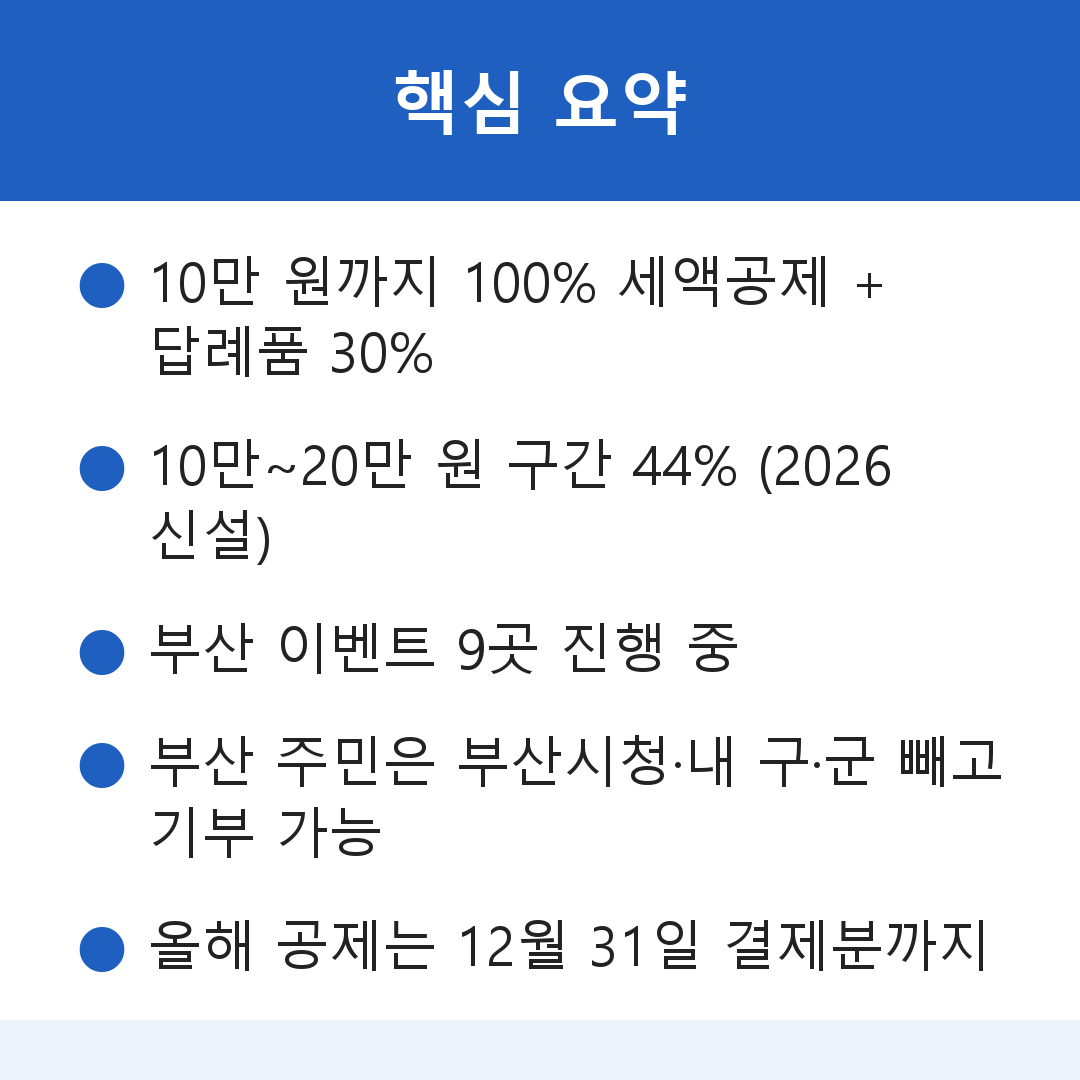 핵심 요약
● 10만 원까지 100% 세액공제 +
답례품 30%
● 10만~20만 원 구간 44% (2026
신설)
● 부산 이벤트 9곳 진행 중
● 부산 주민은 부산시청·내 구·군 빼고
기부 가능
● 올해 공제는 12월 31일 결제분까지